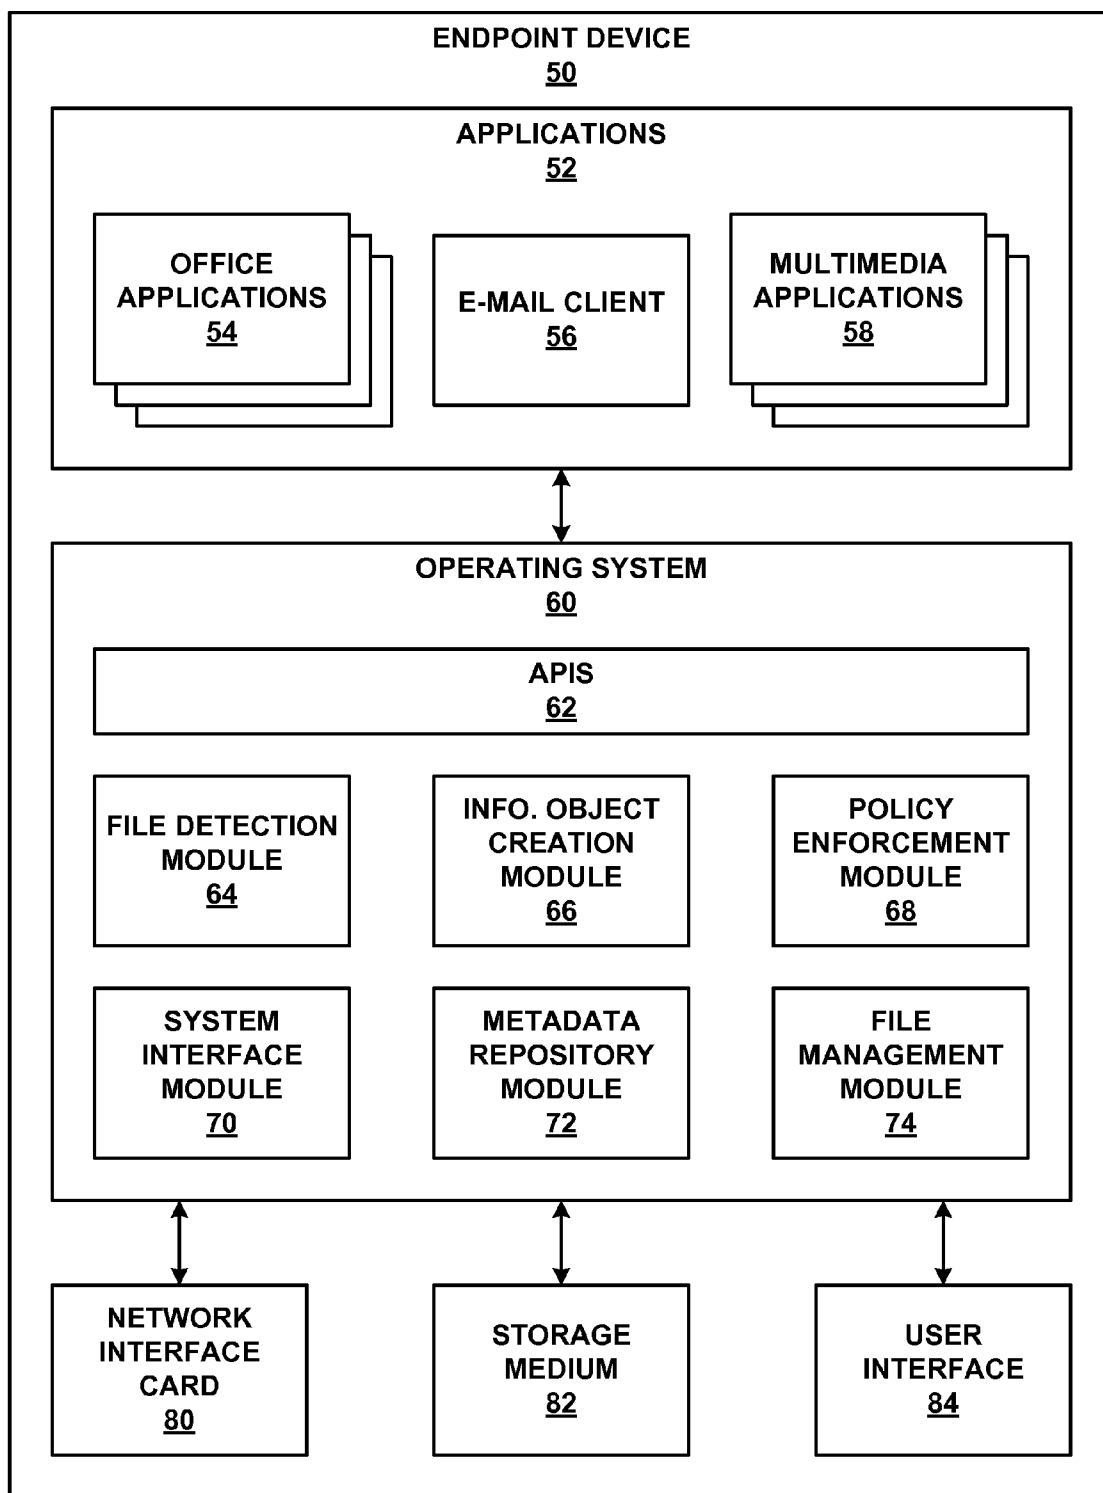 ENDPOINT DEVICE
50
APPLICATIONS
52
OFFICE
APPLICATIONS
54
E-MAIL CLIENT
56
MULTIMEDIA
APPLICATIONS
58
OPERATING SYSTEM
60
APIS
62
FILE DETECTION
MODULE
64
INFO. OBJECT
CREATION
MODULE
66
POLICY
ENFORCEMENT
MODULE
68
SYSTEM
INTERFACE
MODULE
70
METADATA
REPOSITORY
MODULE
72
FILE
MANAGEMENT
MODULE
74
NETWORK
INTERFACE
CARD
80
STORAGE
MEDIUM
82
USER
INTERFACE
84